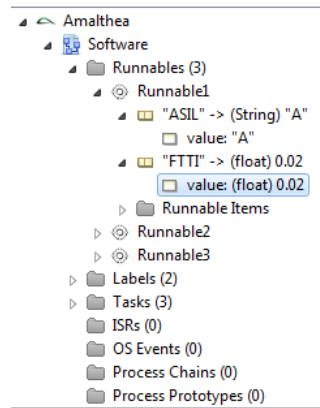 Amalthea
Software
Runnables (3)
Runnable1
"ASIL" -> (String) "A"
value: "A"
"FTTI" -> (float) 0.02
value: (float) 0.02
Runnable Items
Runnable2
Runnable3
Labels (2)
Tasks (3)
ISRs (0)
OS Events (0)
Process Chains (0)
Process Prototypes (0)